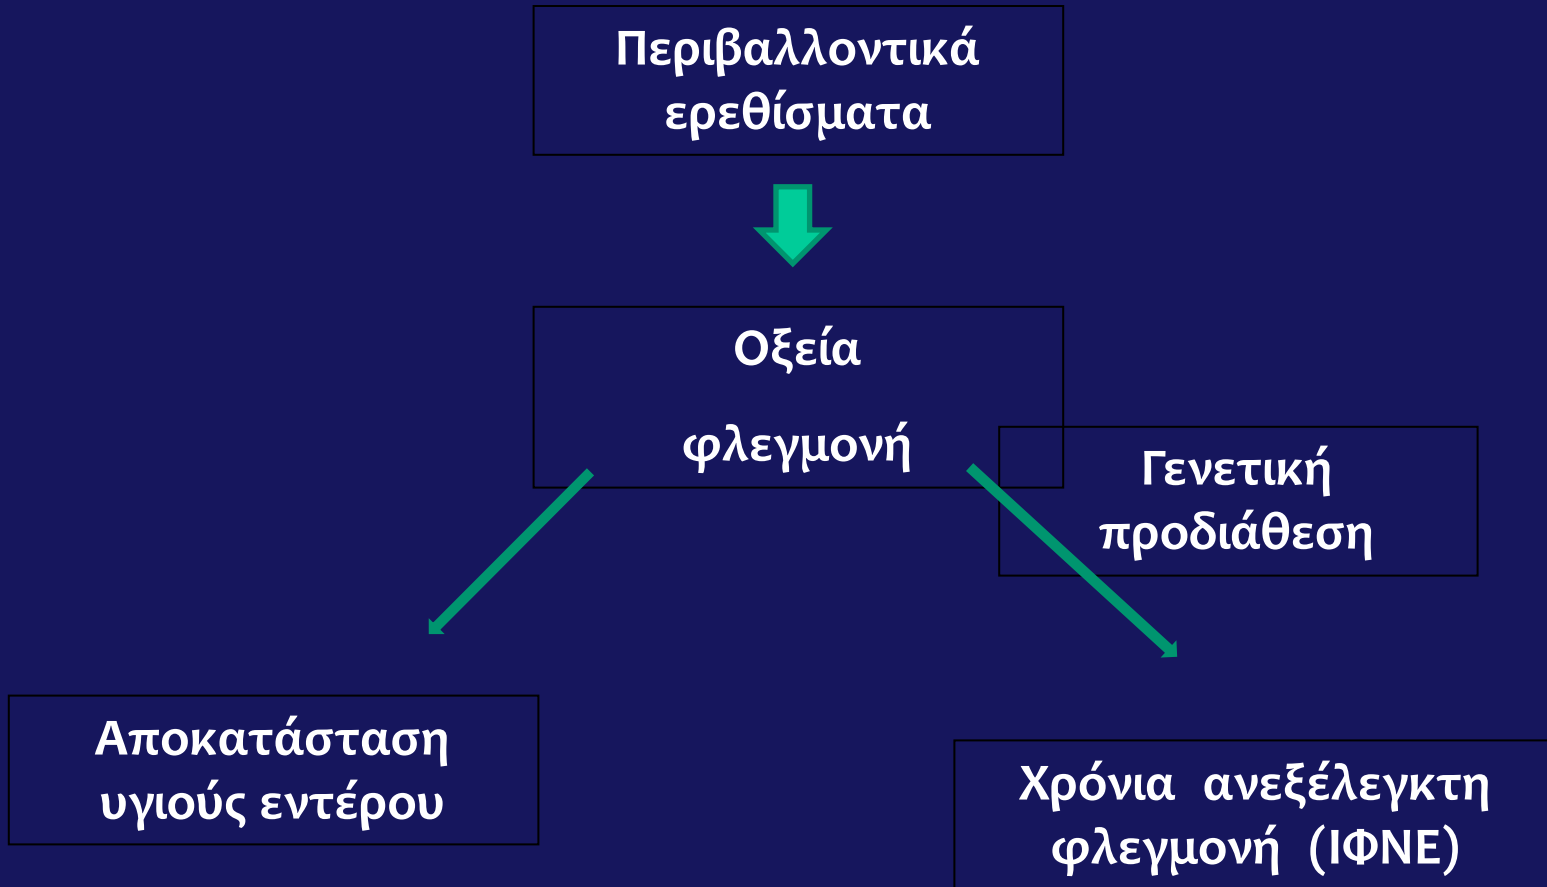 Περιβαλλοντικά
ερεθίσματα
Οξεία
φλεγμονή
Γενετική
προδιάθεση
Αποκατάσταση
υγιούς εντέρου
Χρόνια ανεξέλεγκτη
φλεγμονή (ΙΦΝΕ)